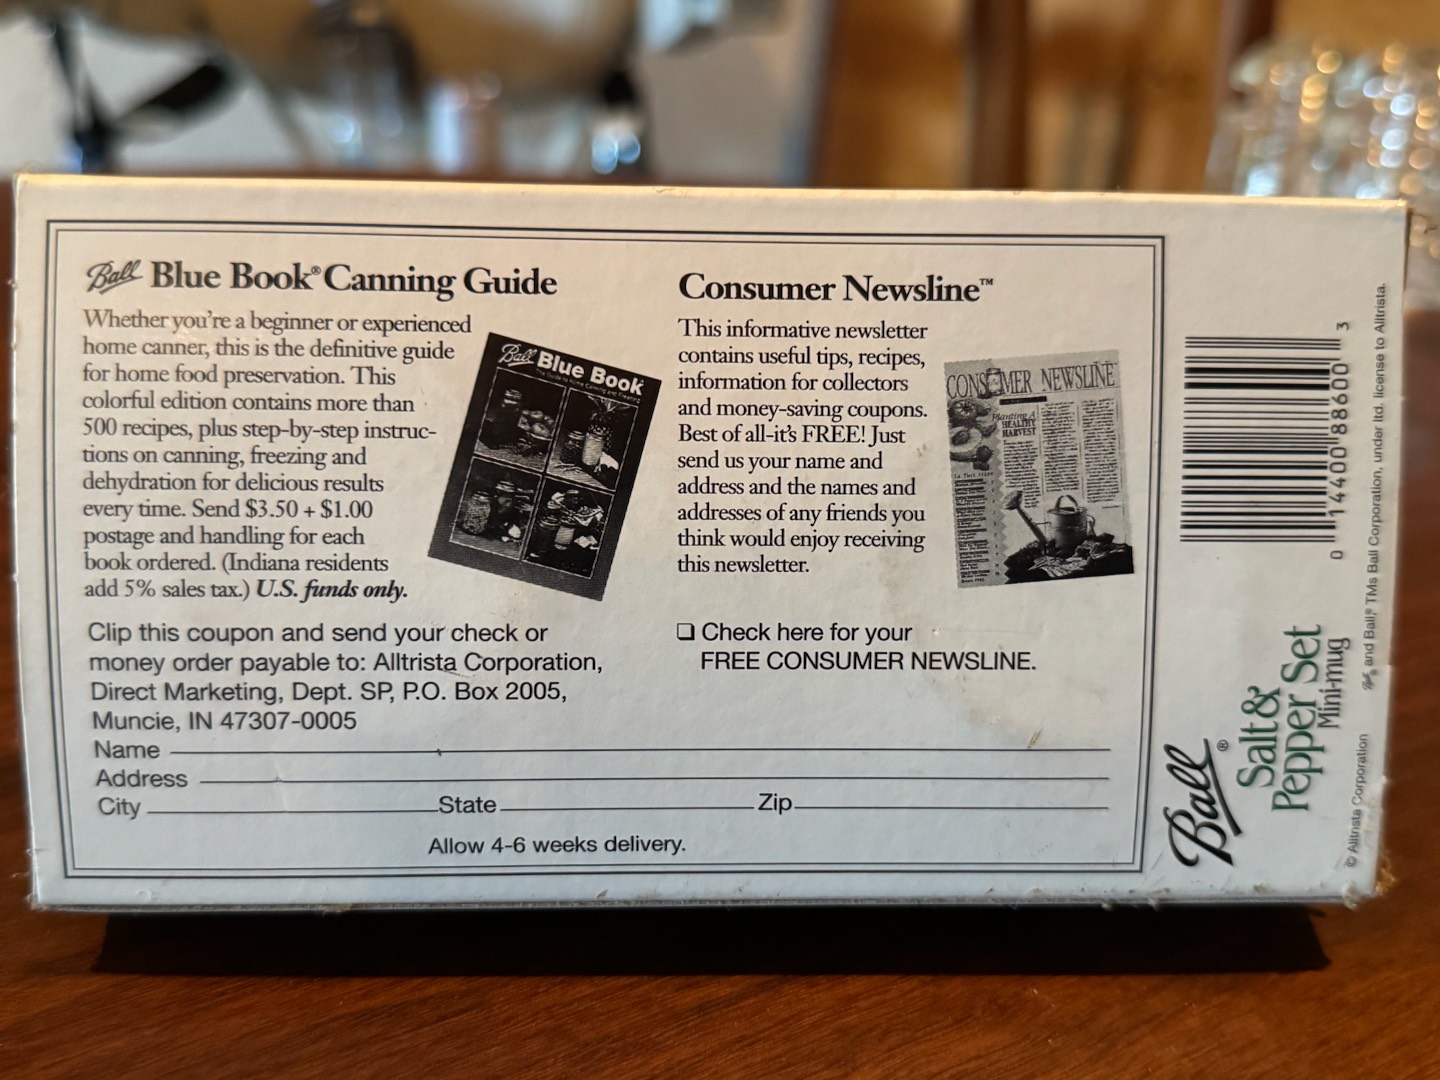 Ball Blue Book® Canning Guide
Whether you're a beginner or experienced
home canner, this is the definitive guide
for home food preservation. This
colorful edition contains more than
500 recipes, plus step-by-step instruc-
tions on canning, freezing and
dehydration for delicious results
every time. Send $3.50 + $1.00
postage and handling for each
book ordered. (Indiana residents
add 5% sales tax.) U.S. funds only.
Ball Blue Book
The Guide to Home Canning and Freezing
Clip this coupon and send your check or
money order payable to: Alltrista Corporation,
Direct Marketing, Dept. SP, P.O. Box 2005,
Muncie, IN 47307-0005
Consumer Newsline™
This informative newsletter
contains useful tips, recipes,
information for collectors
and money-saving coupons.
Best of all-it's FREE! Just
send us your name and
address and the names and
addresses of any friends you
think would enjoy receiving
this newsletter.
CONSUMER NEWSLINE
Planting A
HEALTHY
HARVEST
❑ Check here for your
FREE CONSUMER NEWSLINE.
Name
Address
City State Zip
Allow 4-6 weeks delivery.
Ball®
Salt &
Pepper Set
Mini-mug
0 14400 88600 3
© Alltrista Corporation
Ball, and Ball,® TMs Ball Corporation, under ltd. license to Alltrista.